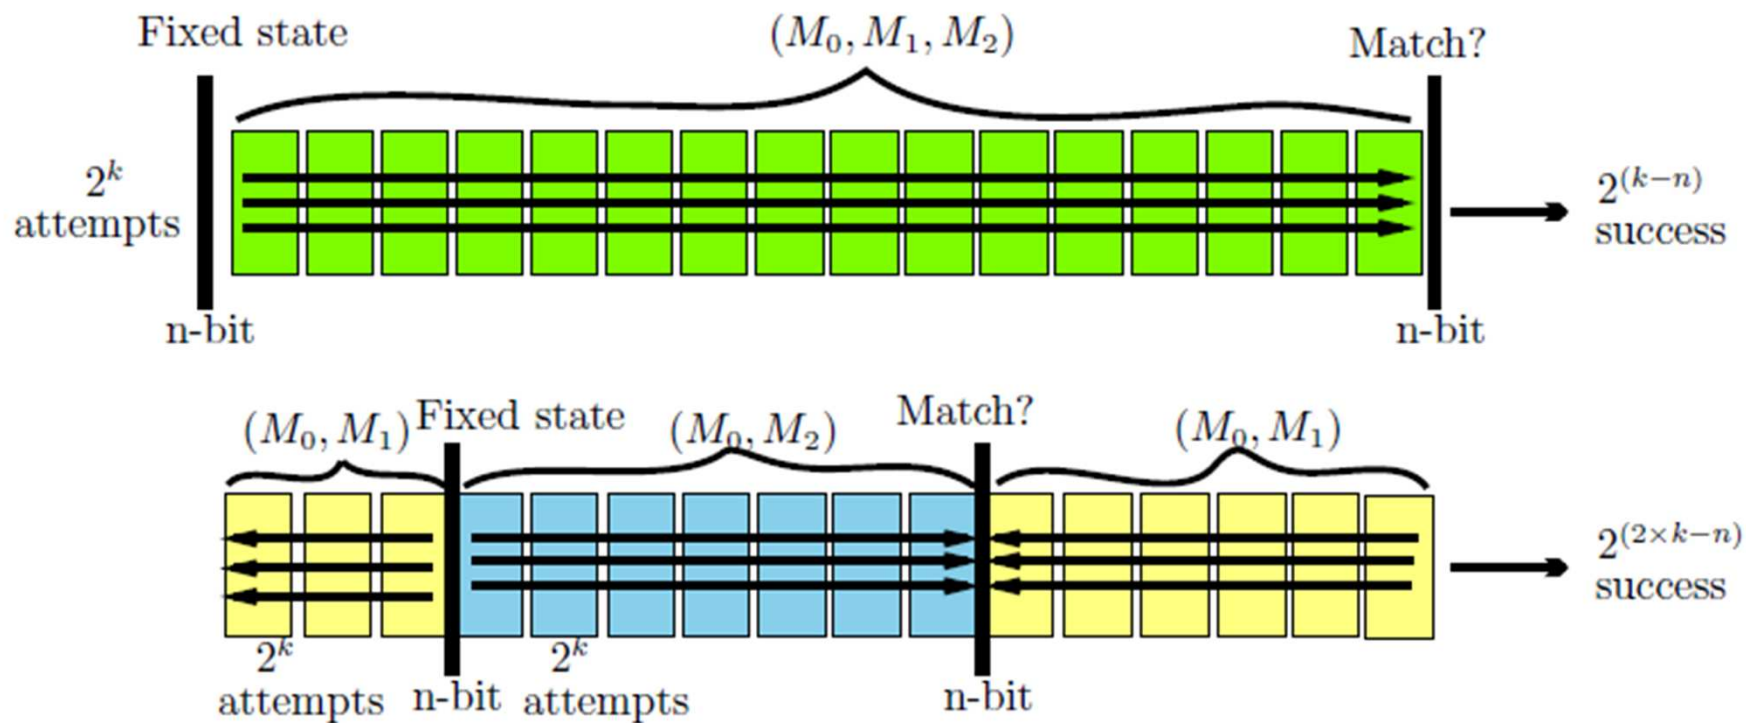 Fixed state
(M₀, M₁, M₂)
Match?
2ᵏ
attempts
2⁽ᵏ⁻ⁿ⁾
success
n-bit
n-bit
(M₀, M₁)
Fixed state
(M₀, M₂)
Match?
(M₀, M₁)
2⁽²ˣᵏ⁻ⁿ⁾
success
2ᵏ
attempts
n-bit
2ᵏ
attempts
n-bit